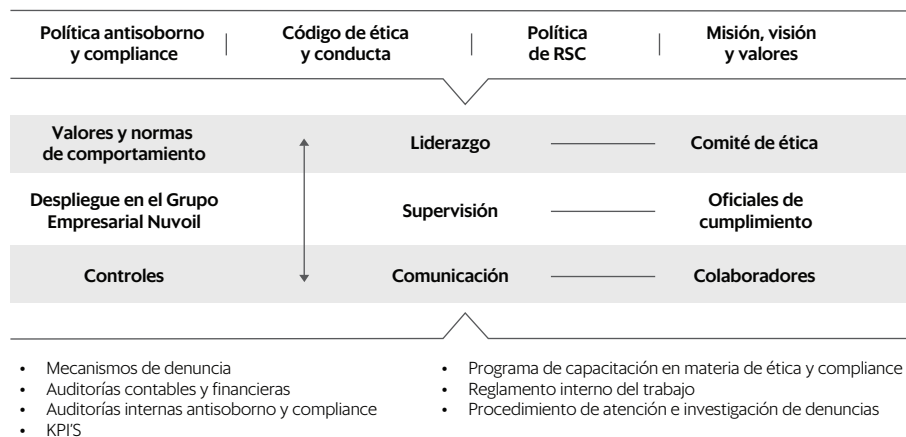 Política antisoborno
y compliance
Código de ética
y conducta
Política
de RSC
Misión, visión
y valores
Valores y normas
de comportamiento
Liderazgo
Comité de ética
Despliegue en el Grupo
Empresarial Nuvoil
Supervisión
Oficiales de
cumplimiento
Controles
Comunicación
Colaboradores
• Mecanismos de denuncia
• Auditorías contables y financieras
• Auditorías internas antisoborno y compliance
• KPI'S
• Programa de capacitación en materia de ética y compliance
• Reglamento interno del trabajo
• Procedimiento de atención e investigación de denuncias